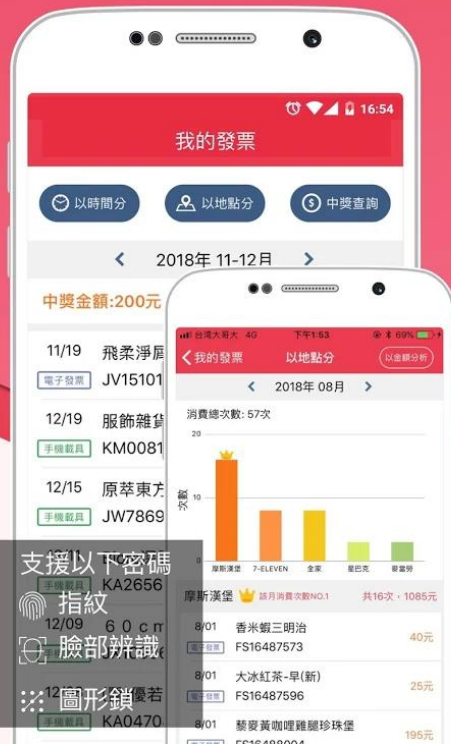 16:54
我的發票
以時間分
以地點分
中獎查詢
2018年 11-12月
中獎金額:200元
11/19
飛柔淨屑
電子發票
JV15101
12/19
服飾雜貨
手機載具
KM0081
12/15
原萃東方
手機載具
JW7869
KA2656
60cm
KA0470
支援以下密碼
指紋
臉部辨識
圖形鎖
台灣大哥大 4G
下午1:53
69%
我的發票
以地點分
以金額分析
2018年 08月
消費總次數: 57次
次數
20
10
0
摩斯漢堡
7-ELEVEN
全家
星巴克
麥當勞
摩斯漢堡
該月消費次數NO.1
共16次，1085元
8/01
香米蝦三明治
電子發票
FS16487573
40元
8/01
大冰紅茶-早(新)
電子發票
FS16487596
25元
8/01
藜麥黃咖哩雞腿珍珠堡
FS16488004
195元